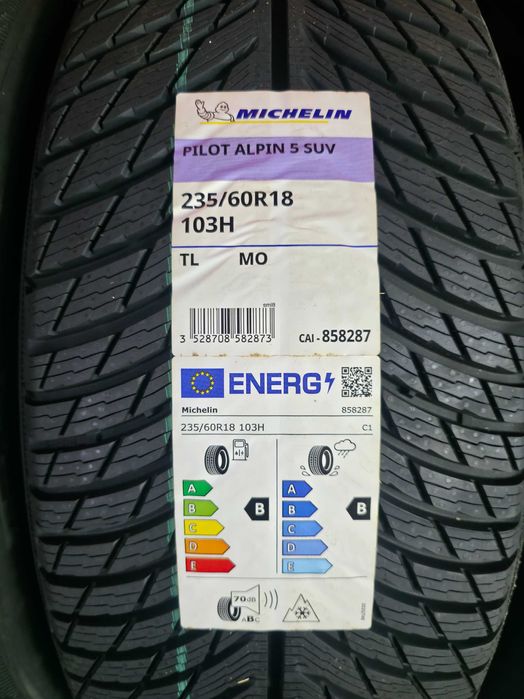 MICHELIN
PILOT ALPIN 5 SUV
235/60R18
103H
TL MO
emi8
3 528708 582873
CAI - 858287
ENERG
Michelin 858287
235/60R18 103H C1
A A
B B B B
C C
D D
E E
70dB
ABC